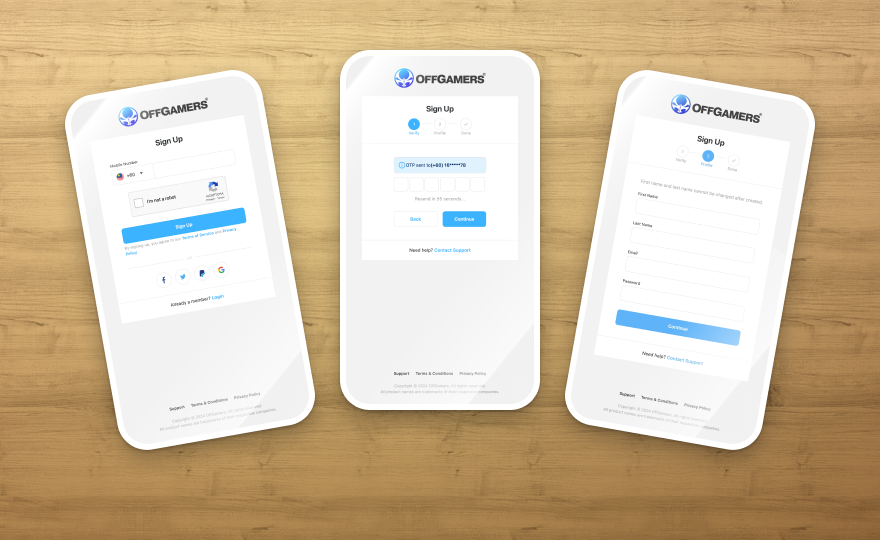 OFFGAMERS®
Sign Up
Mobile Number
+60
I'm not a robot
reCAPTCHA
Privacy - Terms
Sign Up
By signing up, you agree to our Terms of Service and Privacy
Policy
Already a member? Login
Support Terms & Conditions Privacy Policy
Copyright © 2024 OffGamers. All rights reserved.
All product names are trademarks of their respective companies.
OFFGAMERS®
Sign Up
1 2
Verify Profile Done
OTP sent to (+60) 16*****78
Resend in 55 seconds...
Back Continue
Need help? Contact Support
Support Terms & Conditions Privacy Policy
Copyright © 2024 OffGamers. All rights reserved.
All product names are trademarks of their respective companies.
OFFGAMERS®
Sign Up
1 2
Verify Profile Done
First name and last name cannot be changed after created.
First Name
Last Name
Email
Password
Continue
Need help? Contact Support
Support Terms & Conditions Privacy Policy
Copyright © 2024 OffGamers. All rights reserved.
All product names are trademarks of their respective companies.